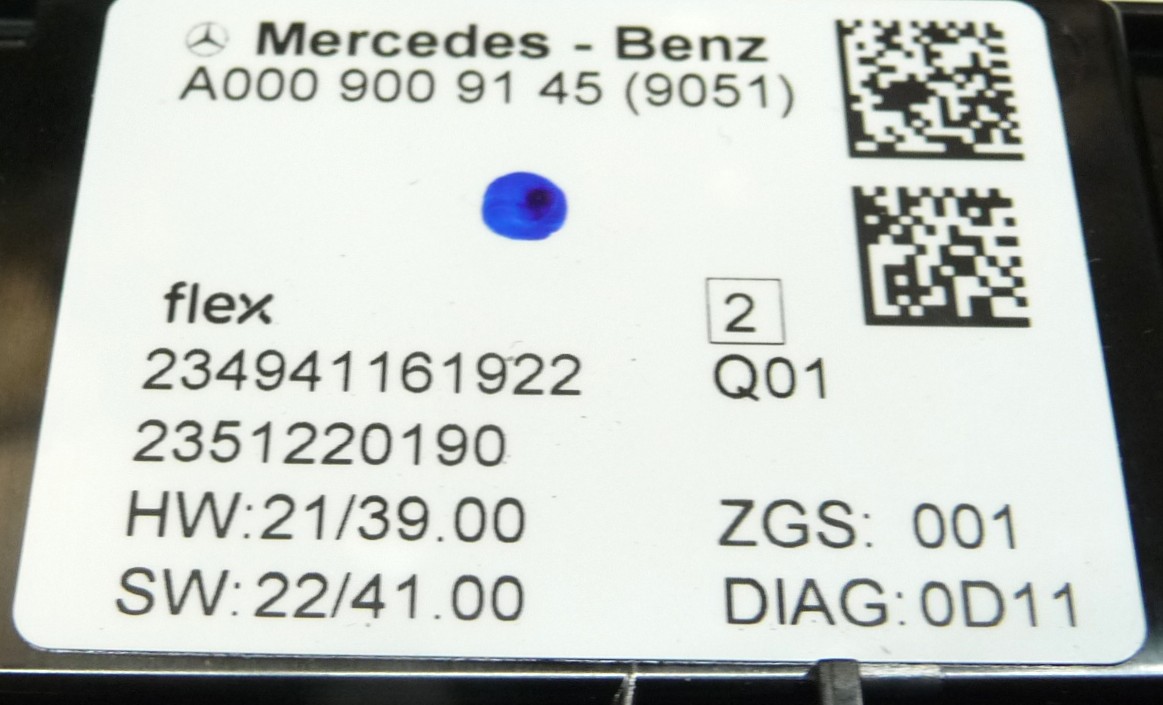 Mercedes - Benz
A000 900 91 45 (9051)
flex
2
234941161922
Q01
2351220190
HW:21/39.00
ZGS: 001
SW:22/41.00
DIAG:0D11